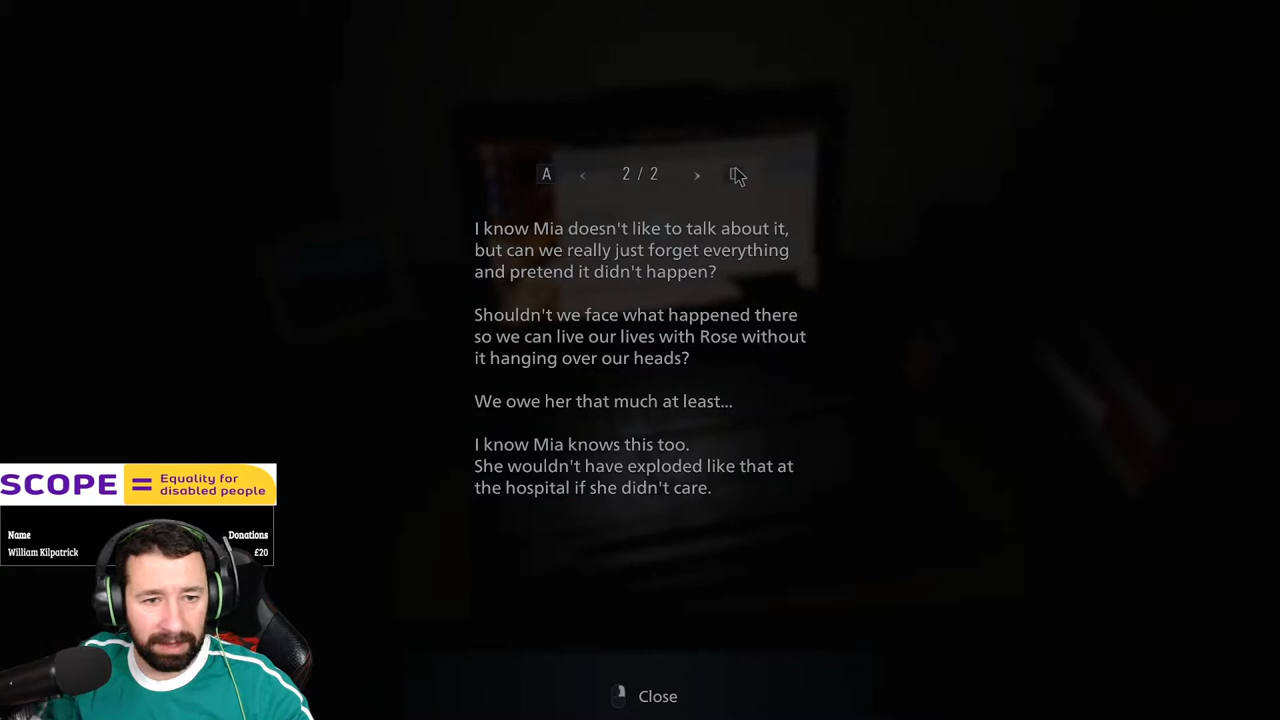 A 2 / 2
I know Mia doesn't like to talk about it,
but can we really just forget everything
and pretend it didn't happen?
Shouldn't we face what happened there
so we can live our lives with Rose without
it hanging over our heads?
We owe her that much at least...
I know Mia knows this too.
She wouldn't have exploded like that at
the hospital if she didn't care.
SCOPE = Equality for
disabled people
Name Donations
William Kilpatrick £20
Close